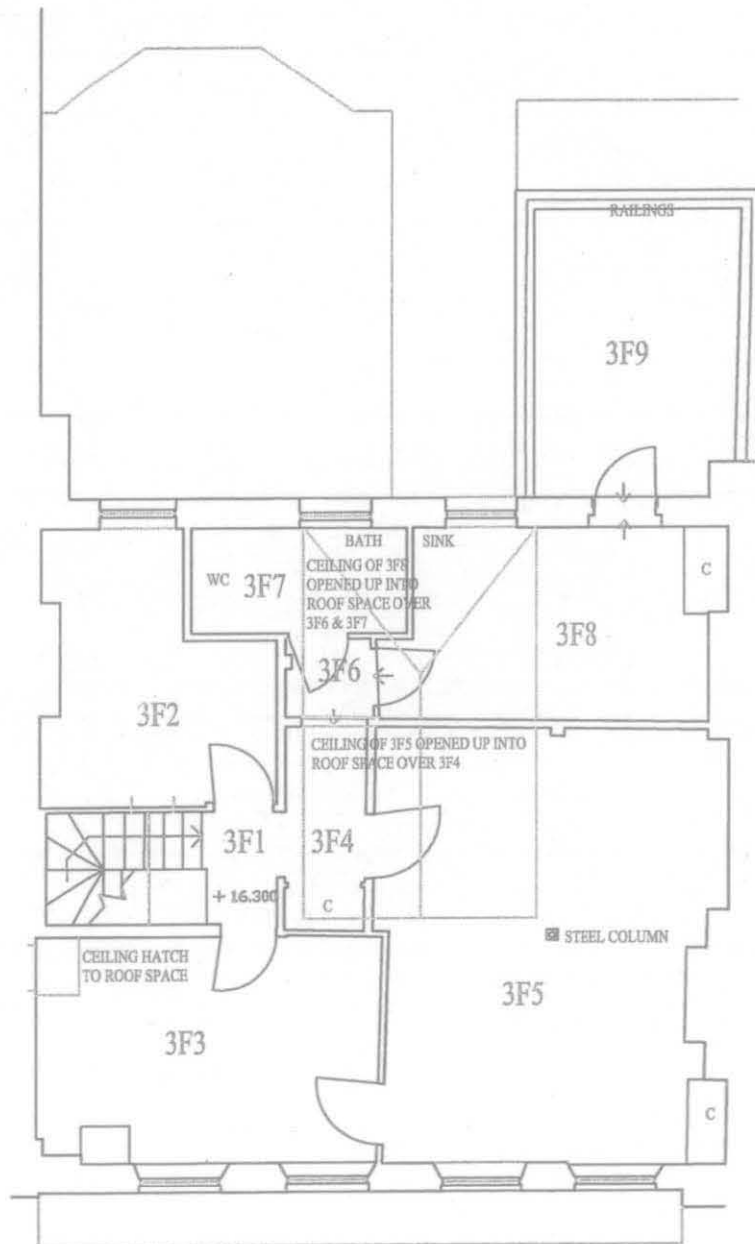 RAILINGS
3F9
BATH
SINK
WC
3F7
CEILING OF 3F8
OPENED UP INTO
ROOF SPACE OVER
3F6 & 3F7
C
3F8
3F6
3F2
CEILING OF 3F5 OPENED UP INTO
ROOF SPACE OVER 3F4
3F1
3F4
+ 16.300
C
STEEL COLUMN
CEILING HATCH
TO ROOF SPACE
3F5
3F3
C